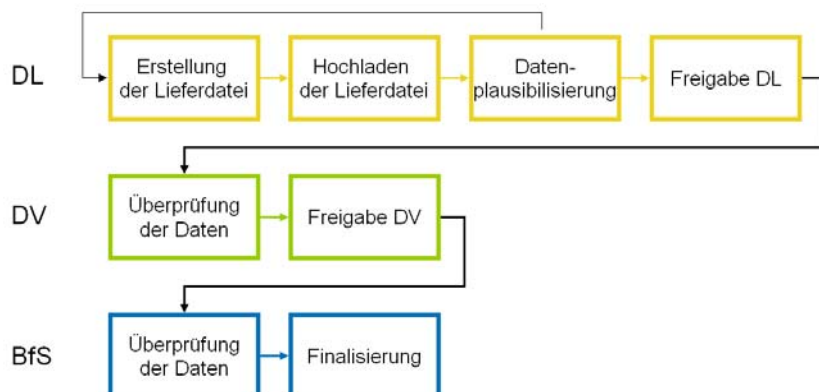 DL
Erstellung
der Lieferdatei
Hochladen
der Lieferdatei
Daten-
plausibilisierung
Freigabe DL
DV
Überprüfung
der Daten
Freigabe DV
BfS
Überprüfung
der Daten
Finalisierung